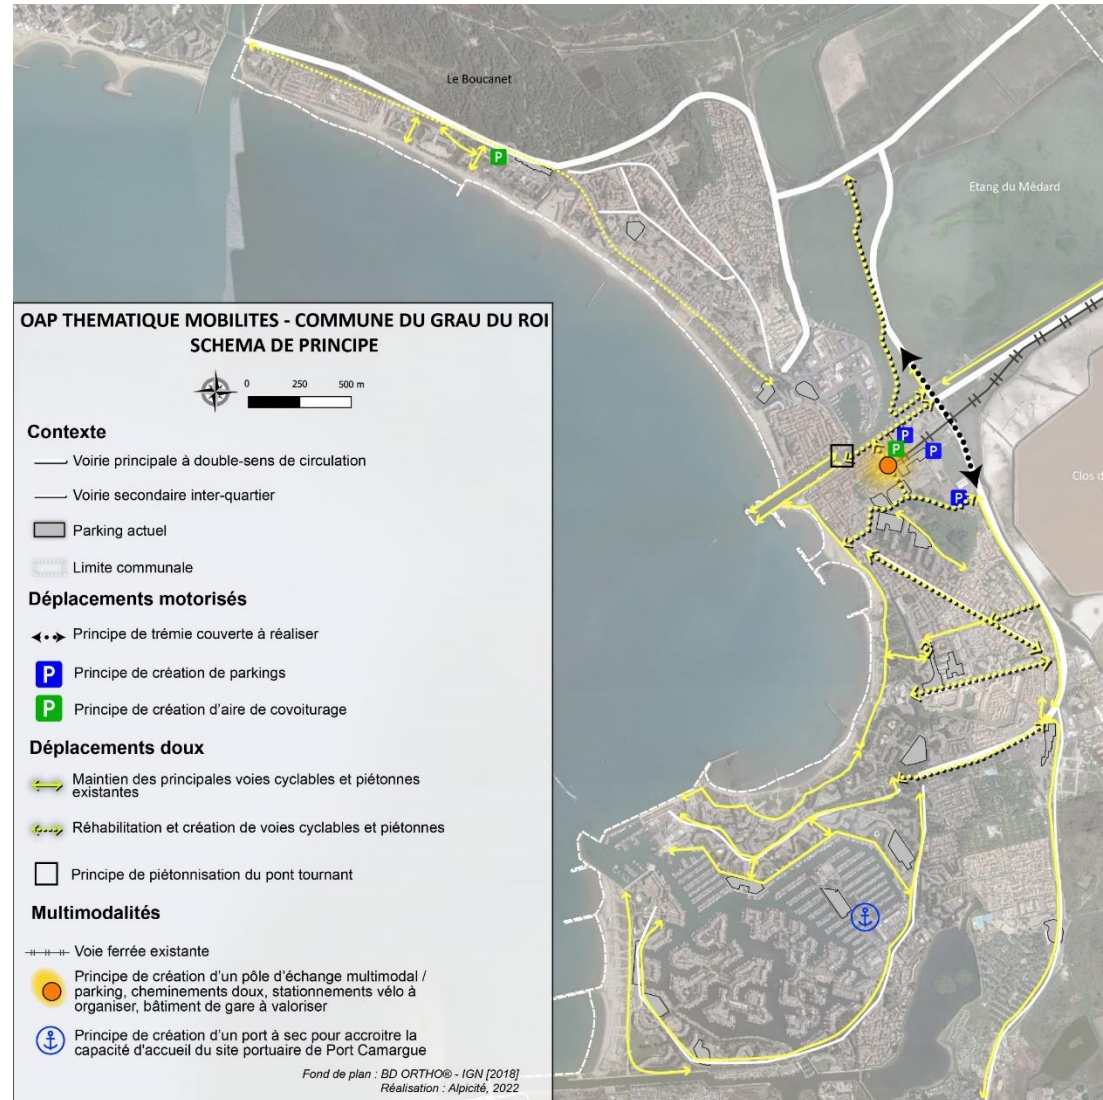 Le Boucanet
Etang du Médard
Clos d
P
P
P
P
P
OAP THEMATIQUE MOBILITES - COMMUNE DU GRAU DU ROI
SCHEMA DE PRINCIPE
0 250 500 m
Contexte
Voirie principale à double-sens de circulation
Voirie secondaire inter-quartier
Parking actuel
Limite communale
Déplacements motorisés
Principe de trémie couverte à réaliser
P Principe de création de parkings
P Principe de création d'aire de covoiturage
Déplacements doux
Maintien des principales voies cyclables et piétonnes
existantes
Réhabilitation et création de voies cyclables et piétonnes
Principe de piétonnisation du pont tournant
Multimodalités
Voie ferrée existante
Principe de création d'un pôle d'échange multimodal /
parking, cheminements doux, stationnements vélo à
organiser, bâtiment de gare à valoriser
Principe de création d'un port à sec pour accroitre la
capacité d'accueil du site portuaire de Port Camargue
Fond de plan : BD ORTHO® - IGN [2018]
Réalisation : Alpicité, 2022